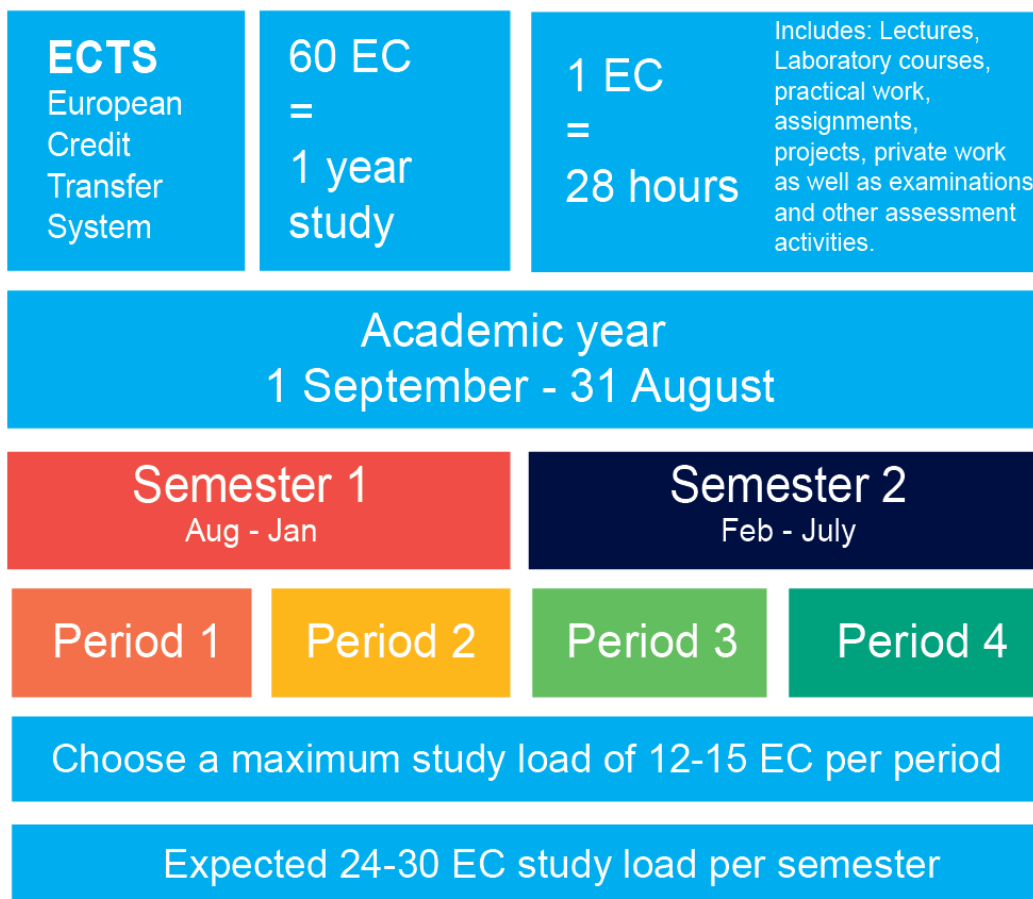 ECTS
European
Credit
Transfer
System
60 EC
=
1 year
study
1 EC
=
28 hours
Includes: Lectures,
Laboratory courses,
practical work,
assignments,
projects, private work
as well as examinations
and other assessment
activities.
Academic year
1 September - 31 August
Semester 1
Aug - Jan
Semester 2
Feb - July
Period 1
Period 2
Period 3
Period 4
Choose a maximum study load of 12-15 EC per period
Expected 24-30 EC study load per semester